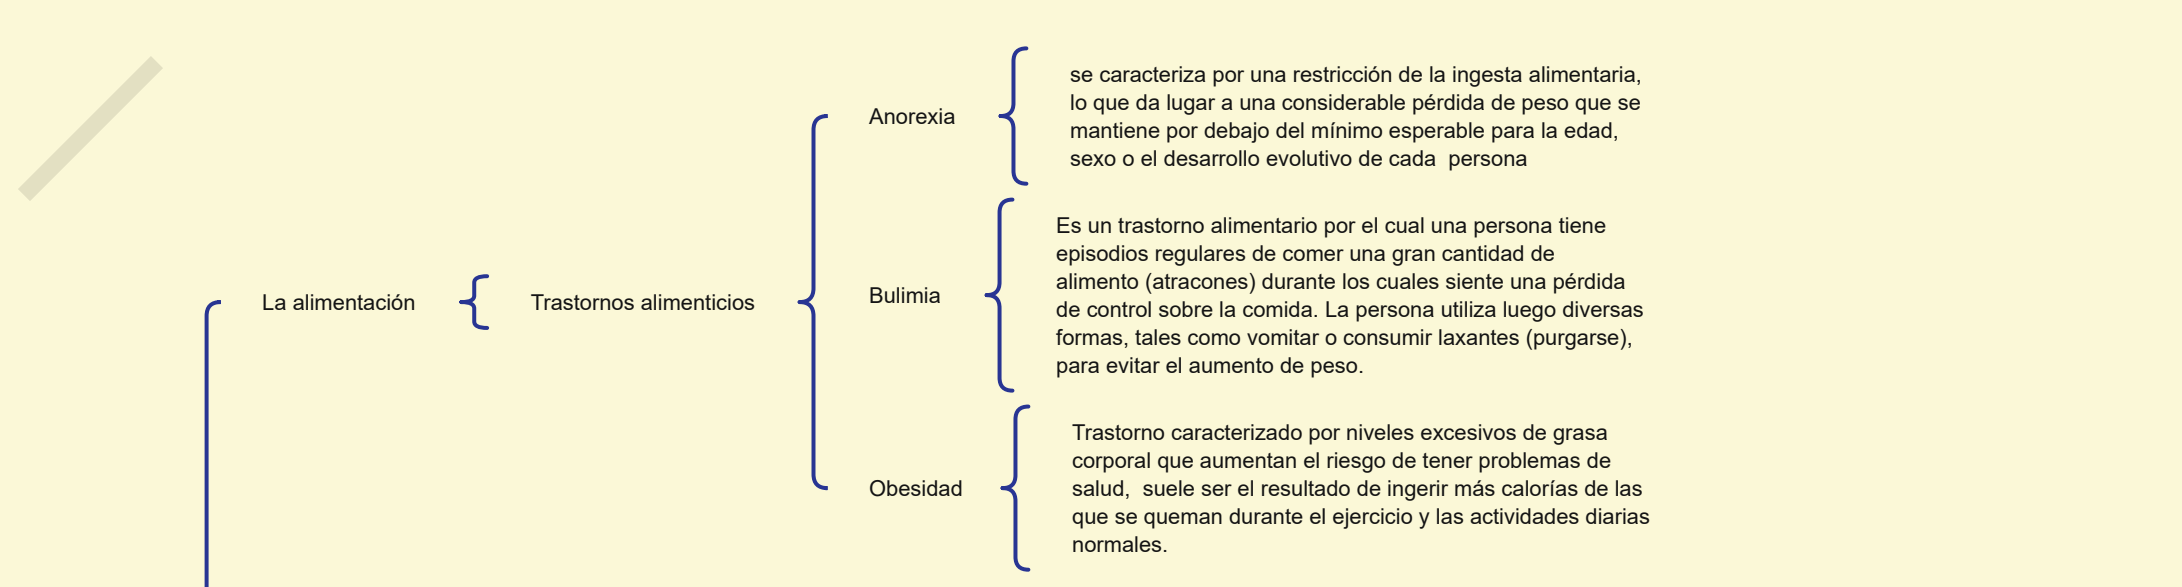 La alimentación
Trastornos alimenticios
Anorexia
se caracteriza por una restricción de la ingesta alimentaria,
lo que da lugar a una considerable pérdida de peso que se
mantiene por debajo del mínimo esperable para la edad,
sexo o el desarrollo evolutivo de cada  persona
Bulimia
Es un trastorno alimentario por el cual una persona tiene
episodios regulares de comer una gran cantidad de
alimento (atracones) durante los cuales siente una pérdida
de control sobre la comida. La persona utiliza luego diversas
formas, tales como vomitar o consumir laxantes (purgarse),
para evitar el aumento de peso.
Obesidad
Trastorno caracterizado por niveles excesivos de grasa
corporal que aumentan el riesgo de tener problemas de
salud,  suele ser el resultado de ingerir más calorías de las
que se queman durante el ejercicio y las actividades diarias
normales.